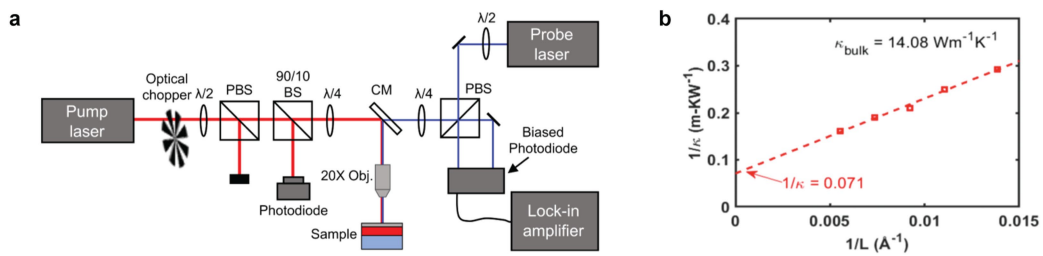 a
Pump
laser
Optical
chopper
λ/2
PBS
90/10
BS
λ/4
CM
λ/4
PBS
λ/2
Probe
laser
Photodiode
20X Obj.
Sample
Biased
Photodiode
Lock-in
amplifier
b
κbulk = 14.08 Wm⁻¹K⁻¹
1/κ (m-KW⁻¹)
0.4
0.3
0.2
0.1
0
1/κ = 0.071
0
0.005
0.01
0.015
1/L (Å⁻¹)